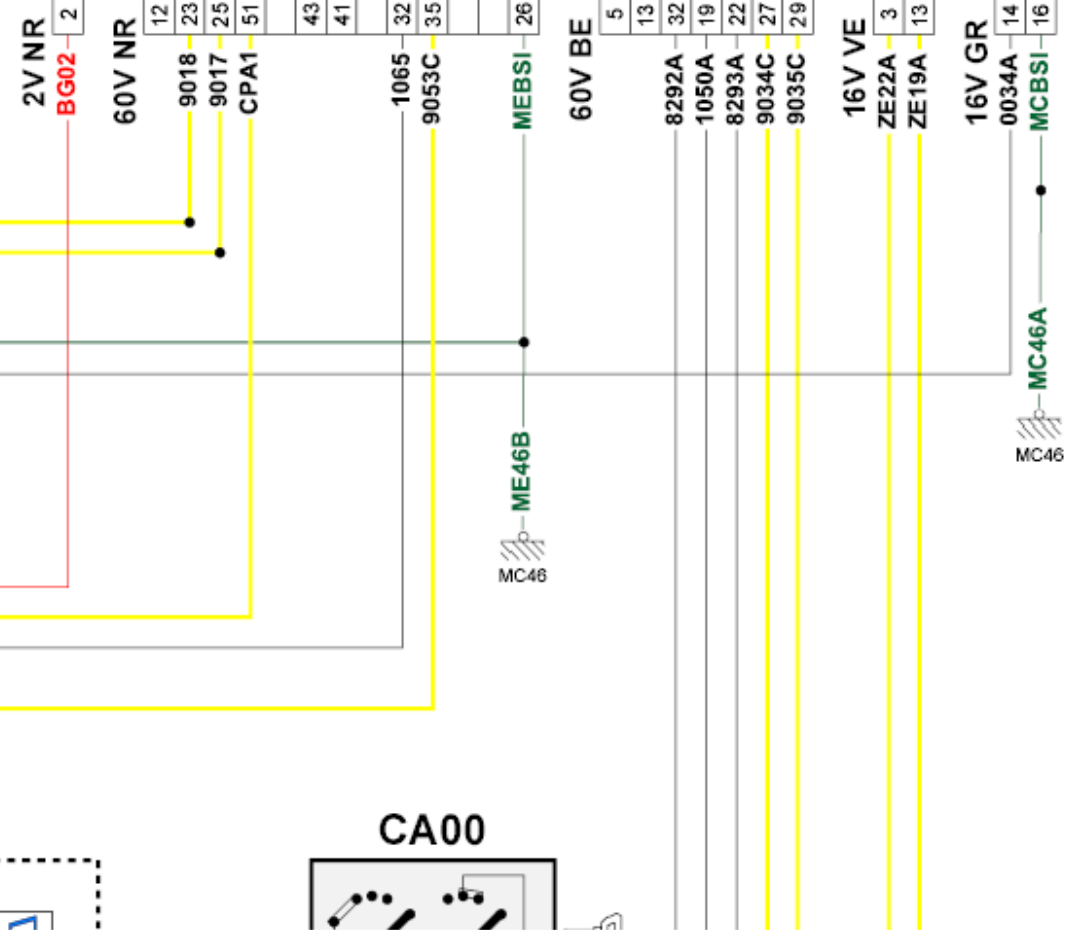 2V NR
2
BG02
60V NR
12
23
25
51
43
41
32
35
26
9018
9017
CPA1
1065
9053C
MEBSI
60V BE
5
13
32
19
22
27
29
8292A
1050A
8293A
9034C
9035C
16V VE
3
13
ZE22A
ZE19A
16V GR
14
16
0034A
MCBSI
MC46A
MC46
ME46B
MC46
CA00